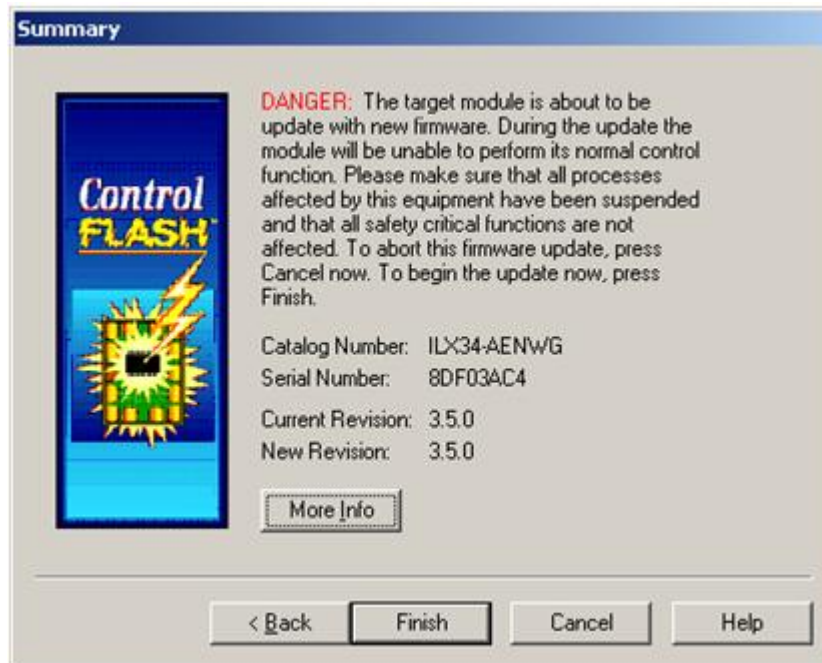 Summary
Control
FLASH™
DANGER: The target module is about to be
update with new firmware. During the update the
module will be unable to perform its normal control
function. Please make sure that all processes
affected by this equipment have been suspended
and that all safety critical functions are not
affected. To abort this firmware update, press
Cancel now. To begin the update now, press
Finish.
Catalog Number: ILX34-AENWG
Serial Number: 8DF03AC4
Current Revision: 3.5.0
New Revision: 3.5.0
More Info
< Back Finish Cancel Help